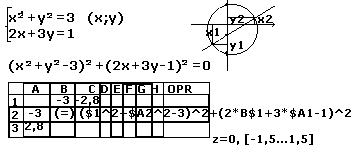 x²+y²=3 (x;y)
2x+3y=1
y2 x2
x1
y1
(x²+y²-3)²+(2x+3y-1)²=0
A B C D E F G H OPR
1 -3 -2,8
2 -3 (=)($1^2+$A2^2-3)^2+(2*B$1+3*$A1-1)^2
3 2,8
z=0, [-1,5...1,5]